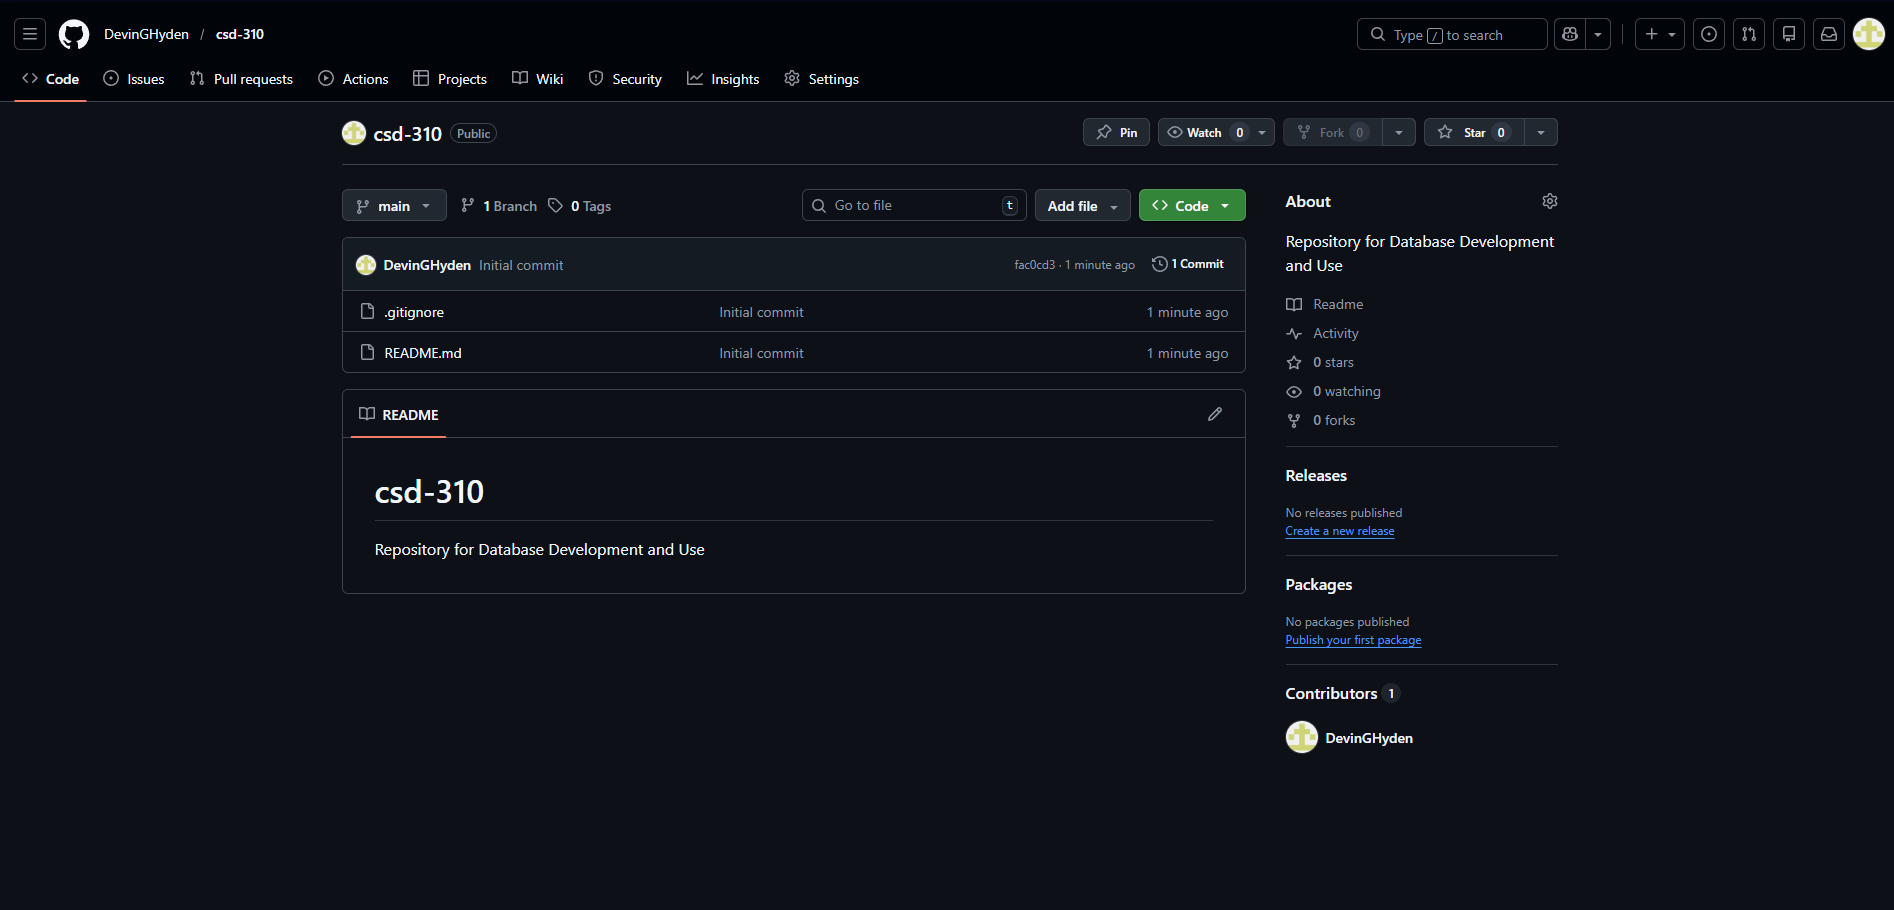 DevinGHyden / csd-310
Type / to search
Code Issues Pull requests Actions Projects Wiki Security Insights Settings
csd-310 Public
Pin Watch 0 Fork 0 Star 0
main 1 Branch 0 Tags Go to file t Add file Code
DevinGHyden Initial commit fac0cd3 · 1 minute ago 1 Commit
.gitignore Initial commit 1 minute ago
README.md Initial commit 1 minute ago
README
csd-310
Repository for Database Development and Use
About
Repository for Database Development
and Use
Readme
Activity
0 stars
0 watching
0 forks
Releases
No releases published
Create a new release
Packages
No packages published
Publish your first package
Contributors 1
DevinGHyden